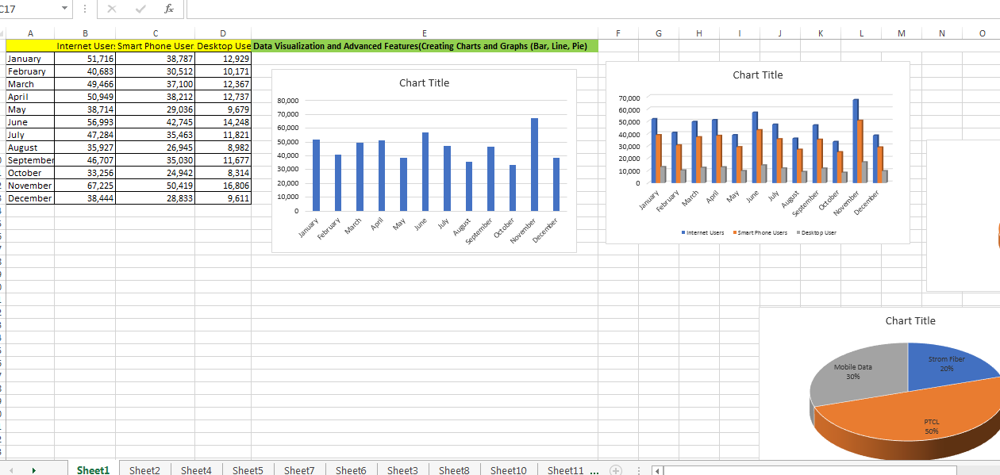 C17 fx
A B C D E F G H I J K L M N O
Internet Users Smart Phone User Desktop Use Data Visualization and Advanced Features(Creating Charts and Graphs (Bar, Line, Pie)
January 51,716 38,787 12,929
February 40,683 30,512 10,171
March 49,466 37,100 12,367
April 50,949 38,212 12,737
May 38,714 29,036 9,679
June 56,993 42,745 14,248
July 47,284 35,463 11,821
August 35,927 26,945 8,982
September 46,707 35,030 11,677
October 33,256 24,942 8,314
November 67,225 50,419 16,806
December 38,444 28,833 9,611
Chart Title
80,000
70,000
60,000
50,000
40,000
30,000
20,000
10,000
0
January February March April May June July August September October November December
Chart Title
70,000
60,000
50,000
40,000
30,000
20,000
10,000
0
January February March April May June July August September October November December
Internet Users Smart Phone Users Desktop User
Chart Title
Strom Fiber
20%
Mobile Data
30%
PTCL
50%
Sheet1 Sheet2 Sheet4 Sheet5 Sheet7 Sheet6 Sheet3 Sheet8 Sheet10 Sheet11 ...